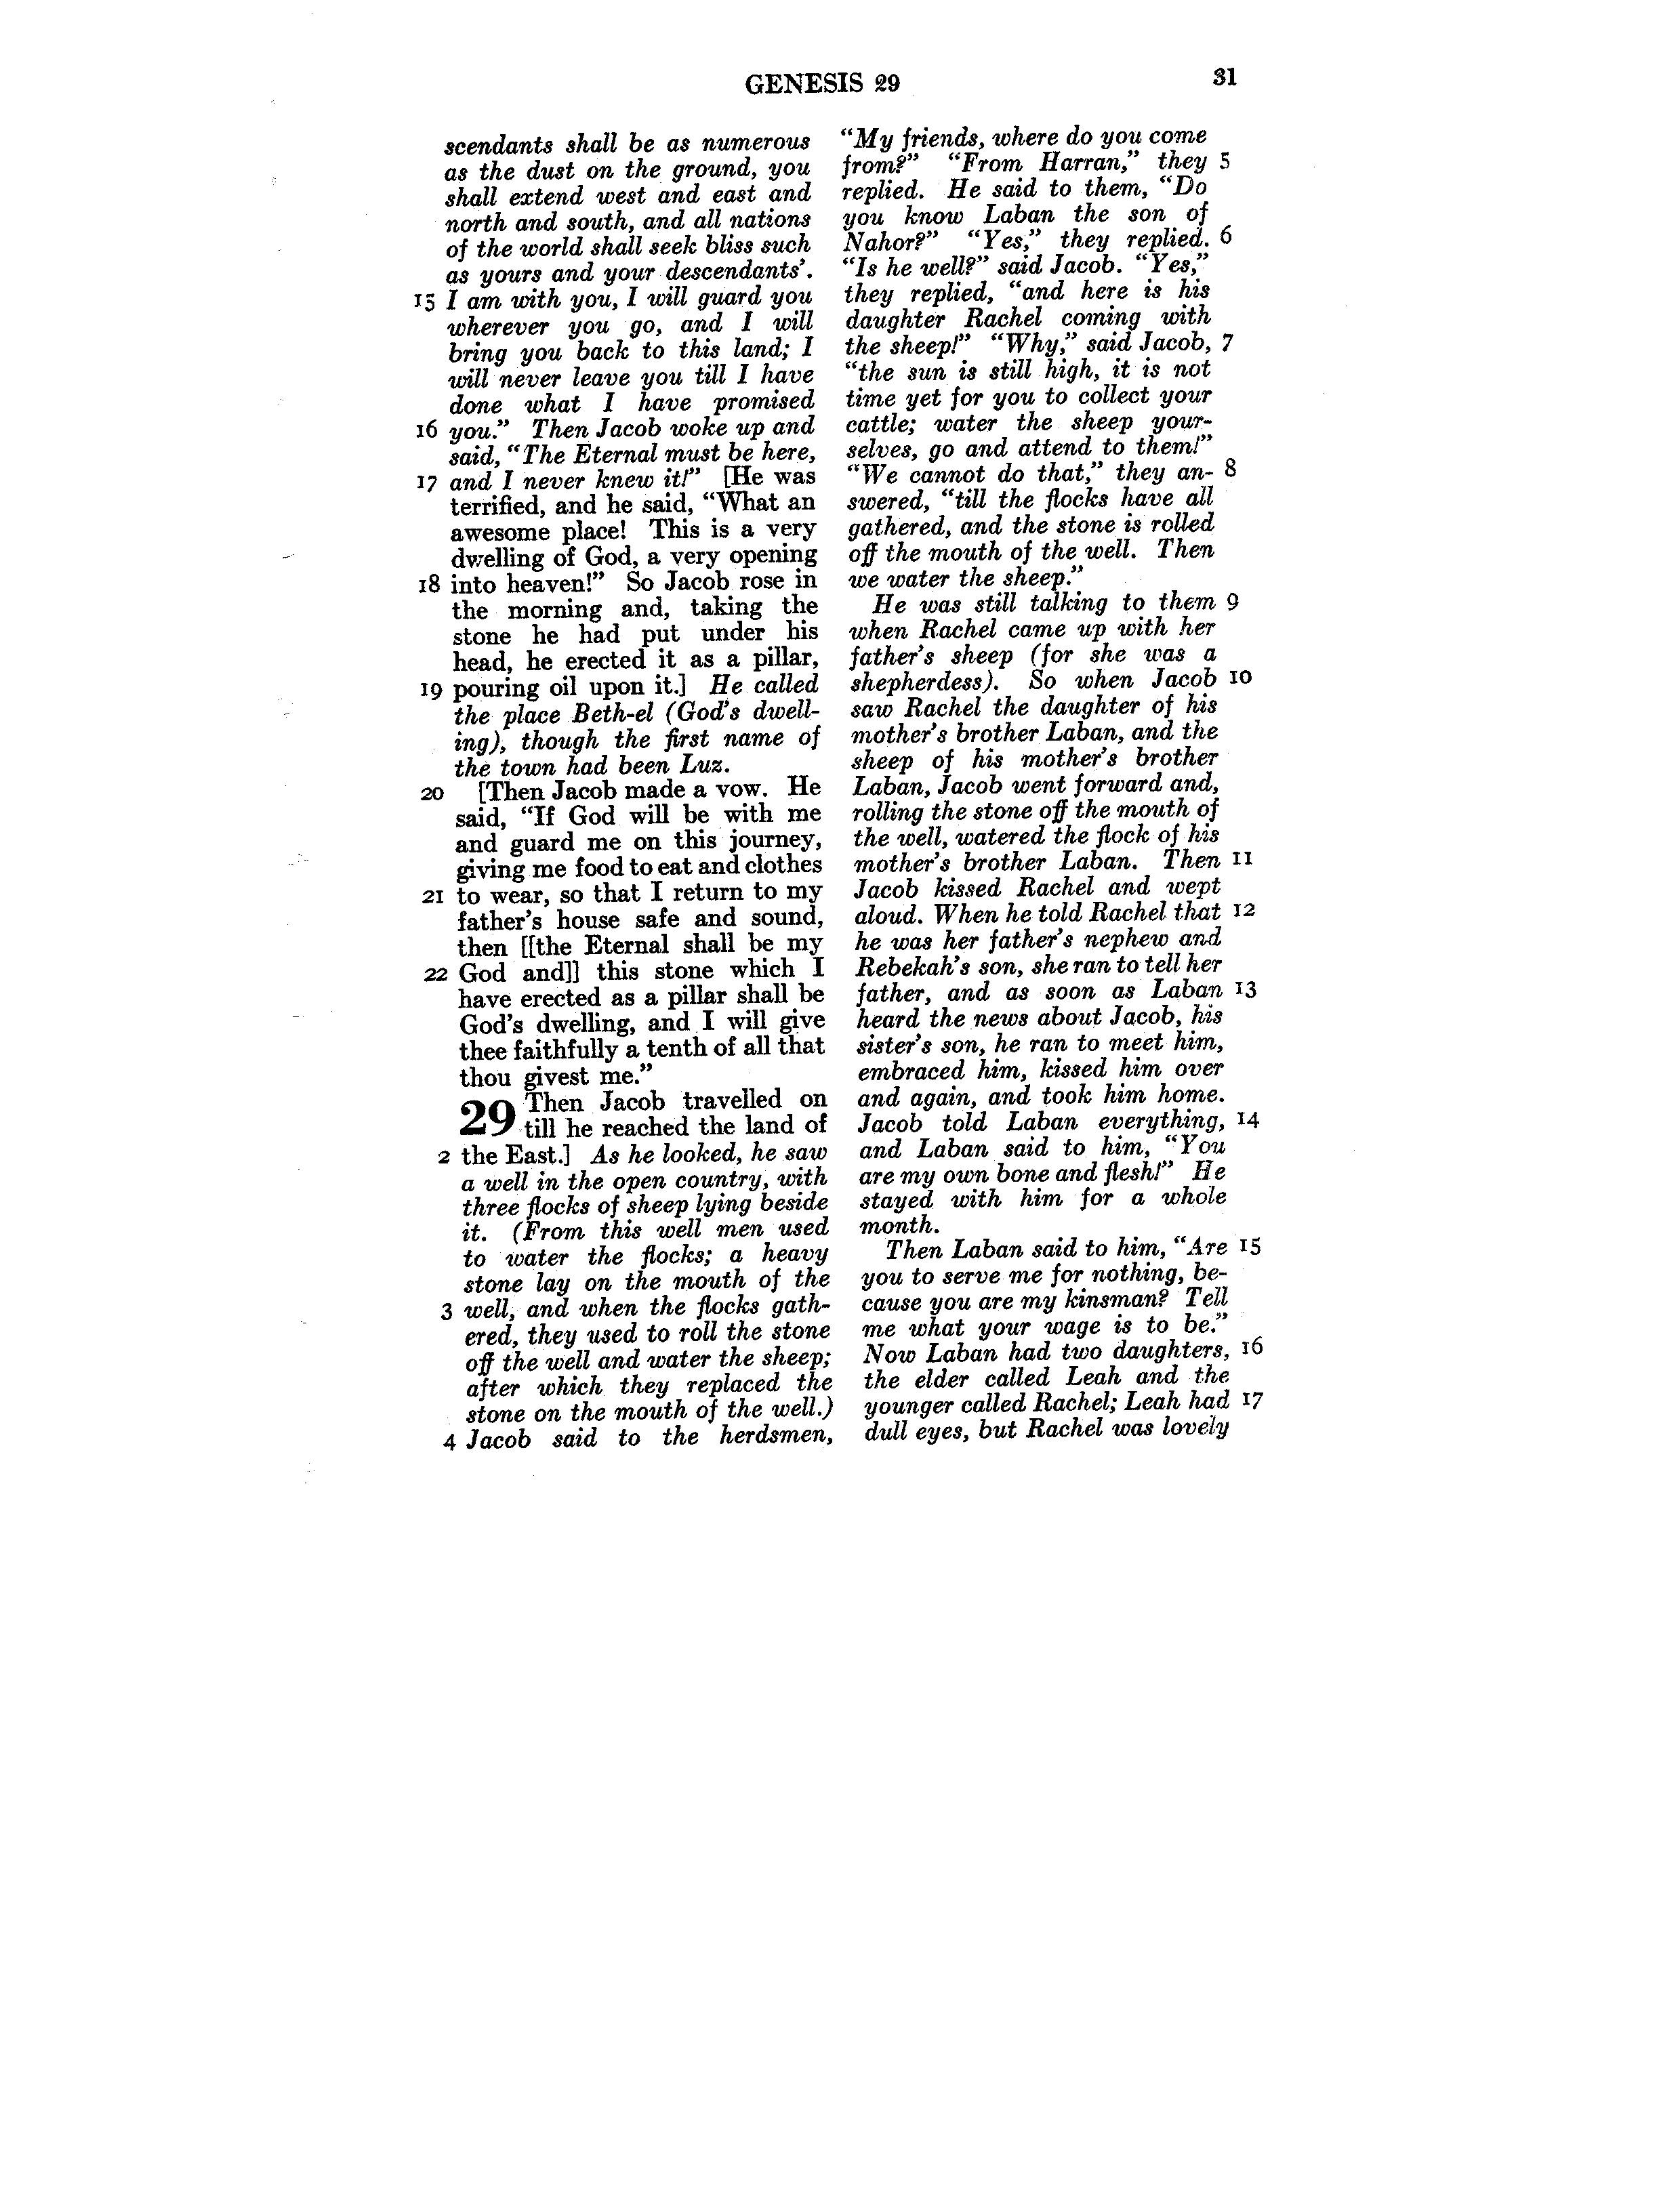 GENESIS 29
31
scendants shall be as numerous
as the dust on the ground, you
shall extend west and east and
north and south, and all nations
of the world shall seek bliss such
as yours and your descendants'.
15 I am with you, I will guard you
wherever you go, and I will
bring you back to this land; I
will never leave you till I have
done what I have promised
16 you." Then Jacob woke up and
said, "The Eternal must be here,
17 and I never knew it!" [He was
terrified, and he said, "What an
awesome place! This is a very
dwelling of God, a very opening
18 into heaven!" So Jacob rose in
the morning and, taking the
stone he had put under his
head, he erected it as a pillar,
19 pouring oil upon it.] He called
the place Beth-el (God's dwell-
ing), though the first name of
the town had been Luz.
20 [Then Jacob made a vow. He
said, "If God will be with me
and guard me on this journey,
giving me food to eat and clothes
21 to wear, so that I return to my
father's house safe and sound,
then [[the Eternal shall be my
22 God and]] this stone which I
have erected as a pillar shall be
God's dwelling, and I will give
thee faithfully a tenth of all that
thou givest me."
29 Then Jacob travelled on
till he reached the land of
2 the East.] As he looked, he saw
a well in the open country, with
three flocks of sheep lying beside
it. (From this well men used
to water the flocks; a heavy
stone lay on the mouth of the
3 well, and when the flocks gath-
ered, they used to roll the stone
off the well and water the sheep;
after which they replaced the
stone on the mouth of the well.)
4 Jacob said to the herdsmen,
"My friends, where do you come
from?" "From Harran," they 5
replied. He said to them, "Do
you know Laban the son of
Nahor?" "Yes," they replied. 6
"Is he well?" said Jacob. "Yes,"
they replied, "and here is his
daughter Rachel coming with
the sheep!" "Why," said Jacob, 7
"the sun is still high, it is not
time yet for you to collect your
cattle; water the sheep your-
selves, go and attend to them!"
"We cannot do that," they an- 8
swered, "till the flocks have all
gathered, and the stone is rolled
off the mouth of the well. Then
we water the sheep."
He was still talking to them 9
when Rachel came up with her
father's sheep (for she was a
shepherdess). So when Jacob 10
saw Rachel the daughter of his
mother's brother Laban, and the
sheep of his mother's brother
Laban, Jacob went forward and,
rolling the stone off the mouth of
the well, watered the flock of his
mother's brother Laban. Then 11
Jacob kissed Rachel and wept
aloud. When he told Rachel that 12
he was her father's nephew and
Rebekah's son, she ran to tell her
father, and as soon as Laban 13
heard the news about Jacob, his
sister's son, he ran to meet him,
embraced him, kissed him over
and again, and took him home.
Jacob told Laban everything, 14
and Laban said to him, "You
are my own bone and flesh!" He
stayed with him for a whole
month.
Then Laban said to him, "Are 15
you to serve me for nothing, be-
cause you are my kinsman? Tell
me what your wage is to be."
Now Laban had two daughters, 16
the elder called Leah and the
younger called Rachel; Leah had 17
dull eyes, but Rachel was lovely